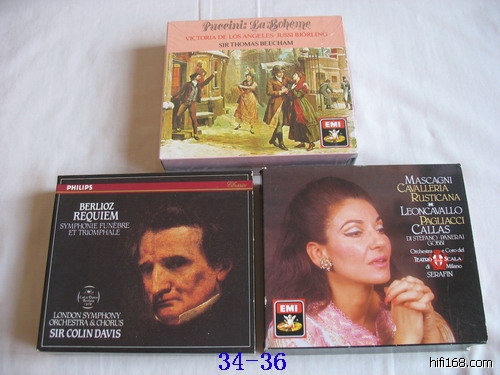 Puccini: La Boheme
VICTORIA DE LOS ANGELES · JUSSI BJÖRLING
SIR THOMAS BEECHAM
EMI
PHILIPS
Classics
BERLIOZ
REQUIEM
SYMPHONIE FUNÈBRE
ET TRIOMPHALE
LONDON SYMPHONY
ORCHESTRA & CHORUS
SIR COLIN DAVIS
MASCAGNI
CAVALLERIA
RUSTICANA
LEONCAVALLO
PAGLIACCI
CALLAS
DI STEFANO · PANERAI
GOBBI
Orchestra e Coro del
TEATRO SCALA
di Milano
SERAFIN
EMI
34-36
hifi168.com